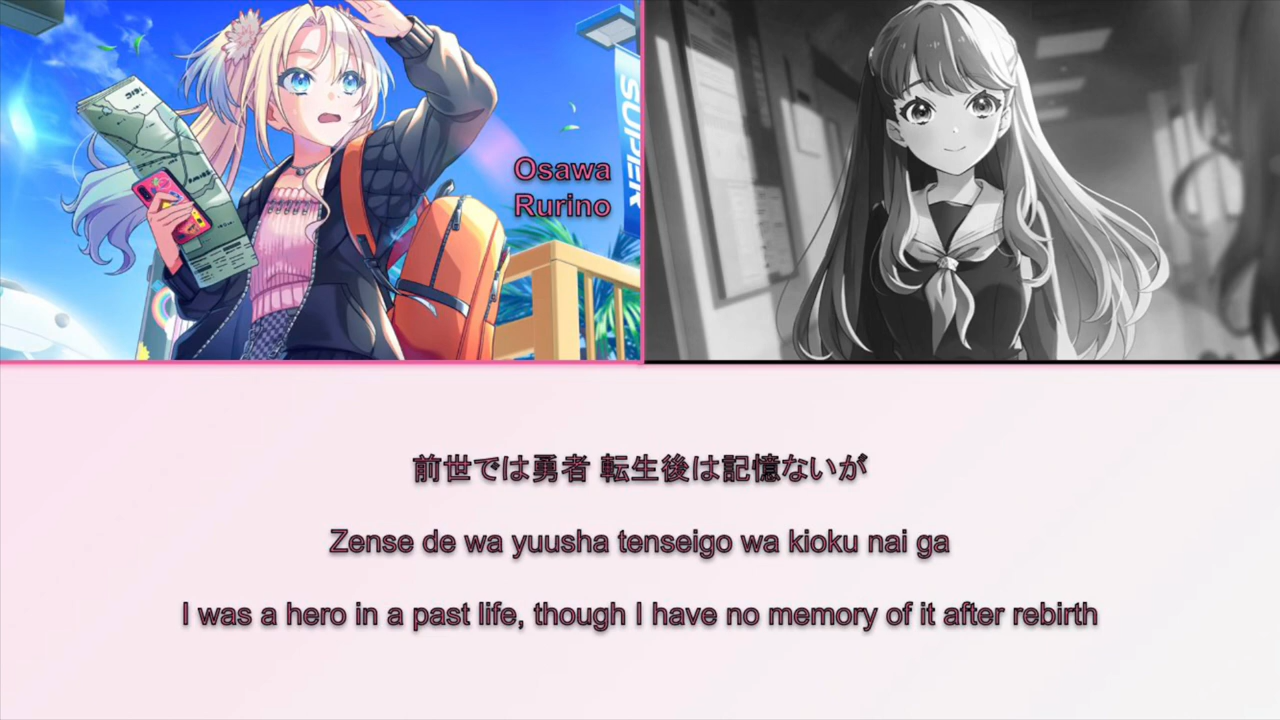 SUPER
Osawa
Rurino
前世では勇者 転生後は記憶ないが
Zense de wa yuusha tenseigo wa kioku nai ga
I was a hero in a past life, though I have no memory of it after rebirth